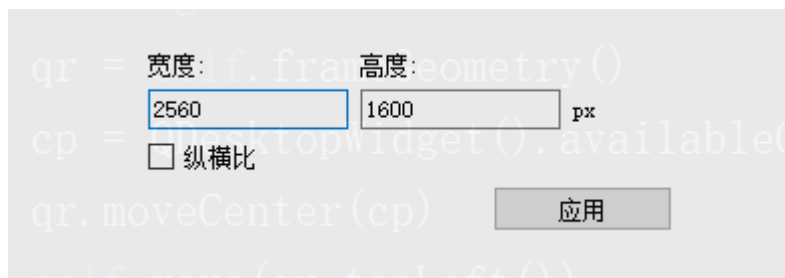 qr = self.frameGeometry()
宽度: 高度:
2560 1600 px
cp = QDesktopWidget().available
纵横比
qr.moveCenter(cp)
应用